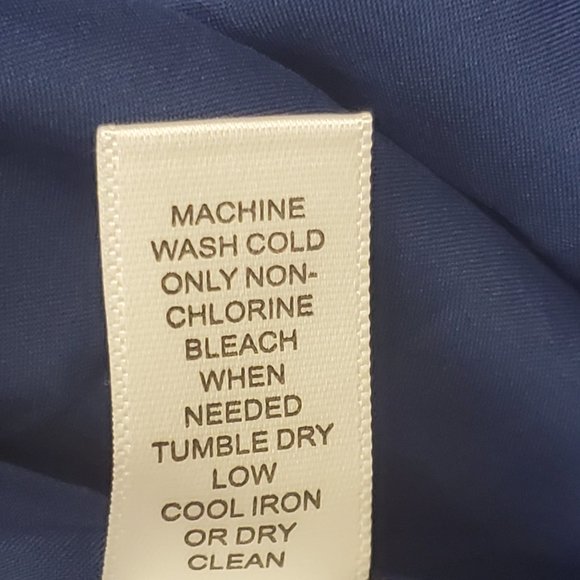 MACHINE
WASH COLD
ONLY NON-
CHLORINE
BLEACH
WHEN
NEEDED
TUMBLE DRY
LOW
COOL IRON
OR DRY
CLEAN